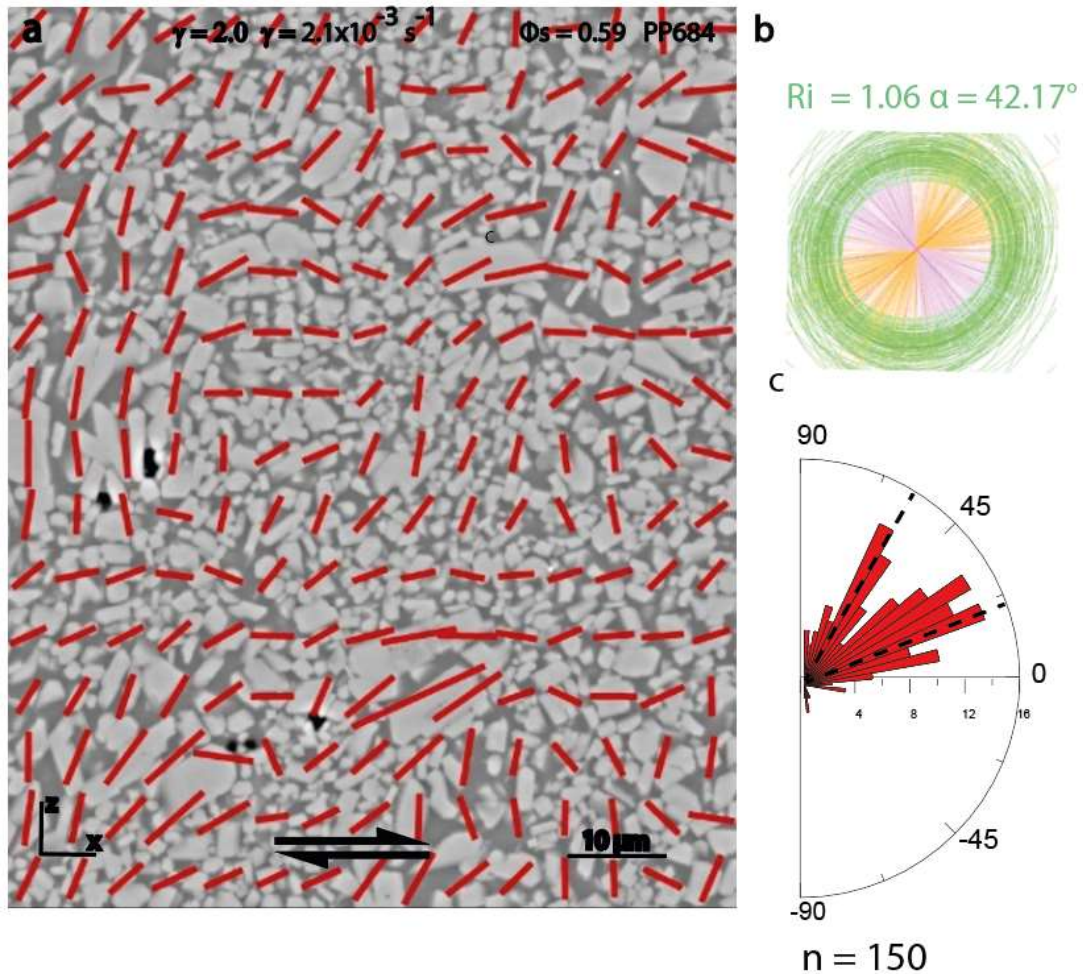 a γ = 2.0 γ = 2.1x10⁻³ s⁻¹ Φs = 0.59 PP684
c
z
x
10 µm
b
Ri = 1.06 α = 42.17°
c
90
45
0
4 8 12 16
-45
-90
n = 150